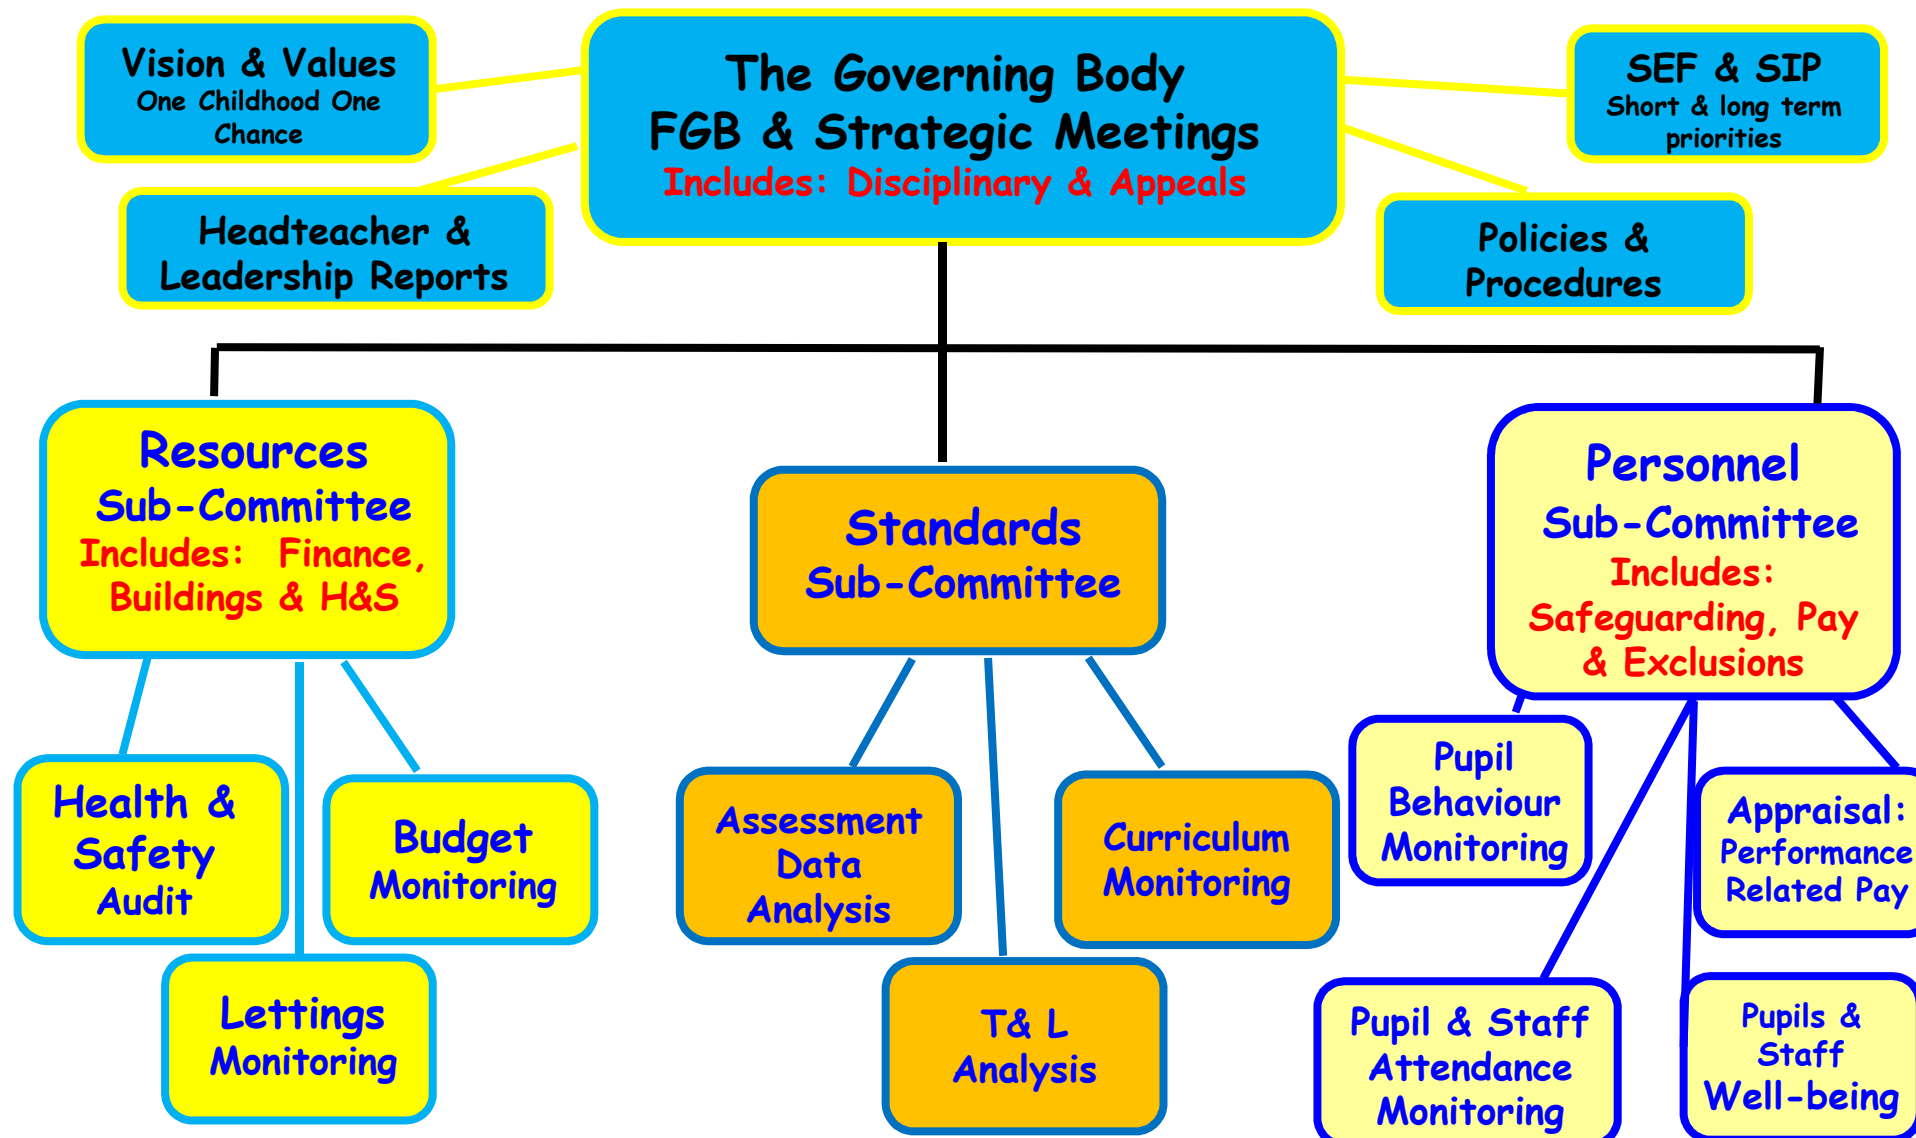 Vision & Values
One Childhood One
Chance
The Governing Body
FGB & Strategic Meetings
Includes: Disciplinary & Appeals
SEF & SIP
Short & long term
priorities
Headteacher &
Leadership Reports
Policies &
Procedures
Resources
Sub-Committee
Includes: Finance,
Buildings & H&S
Standards
Sub-Committee
Personnel
Sub-Committee
Includes:
Safeguarding, Pay
& Exclusions
Health &
Safety
Audit
Budget
Monitoring
Lettings
Monitoring
Assessment
Data
Analysis
Curriculum
Monitoring
T& L
Analysis
Pupil
Behaviour
Monitoring
Appraisal:
Performance
Related Pay
Pupil & Staff
Attendance
Monitoring
Pupils &
Staff
Well-being